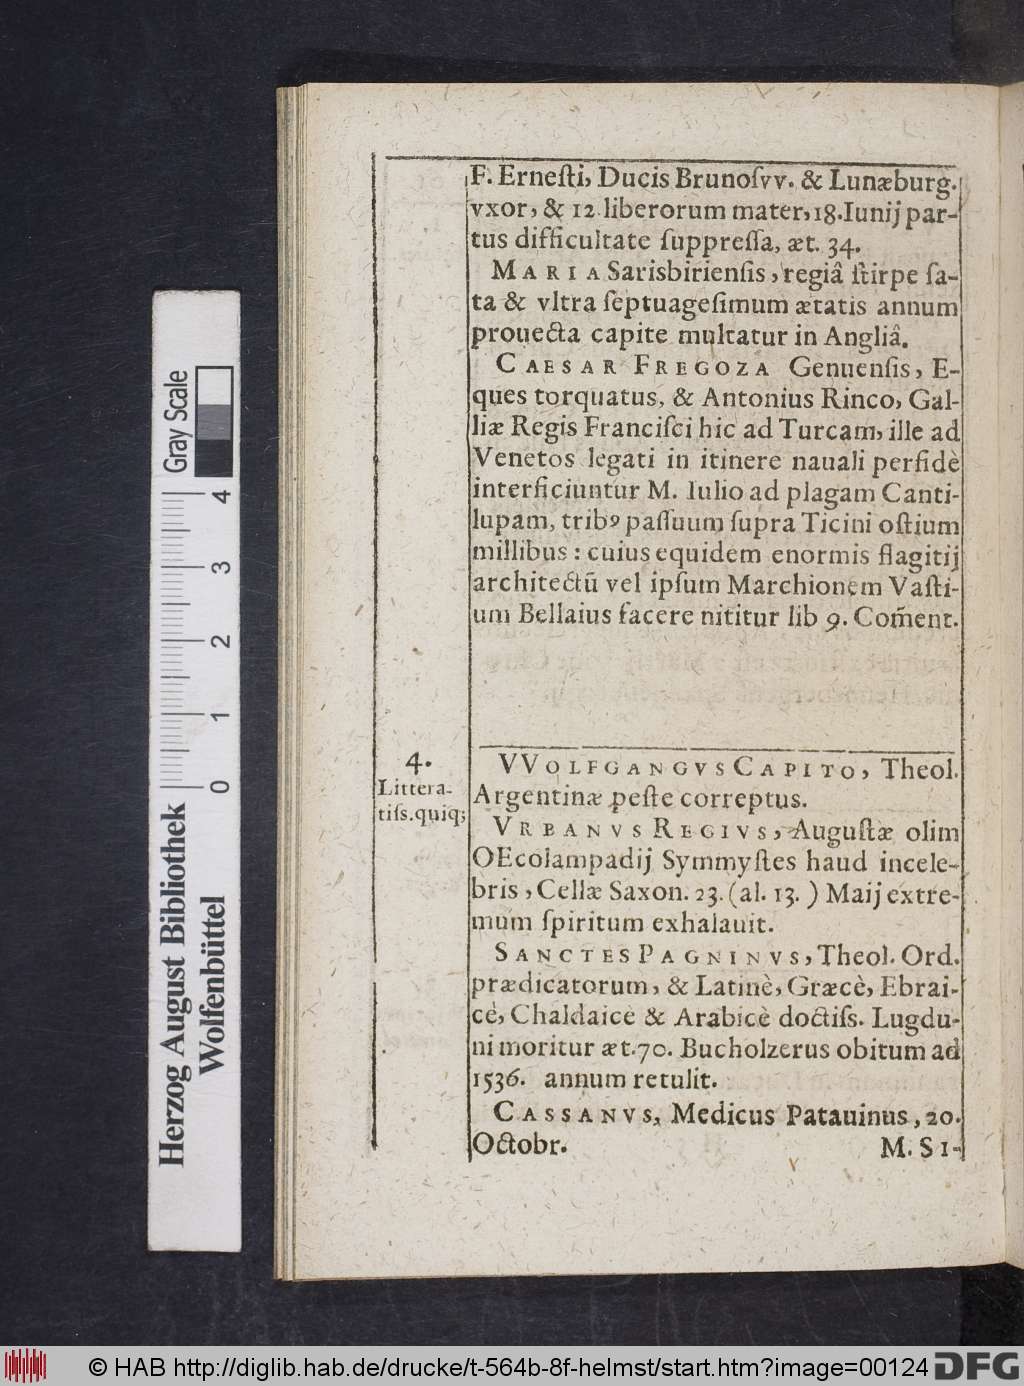 F. Erneſti, Ducis Brunoſvv. & Lunæburg.
vxor, & 12 liberorum mater, 18. Iunij par-
tus difficultate ſuppreſſa, æt. 34.
MARIA Sarisbirienſis, regiâ ſtirpe ſa-
ta & vltra ſeptuageſimum ætatis annum
prouecta capite multatur in Angliâ.
CAESAR FREGOZA Genuenſis, E-
ques torquatus, & Antonius Rinco, Gal-
liæ Regis Franciſci hic ad Turcam, ille ad
Venetos legati in itinere nauali perfidè
interficiuntur M. Iulio ad plagam Canti-
lupam, tribꝰ paſſuum ſupra Ticini oſtium
millibus: cuius equidem enormis flagitij
architectū vel ipſum Marchionem Vaſti-
um Bellaius facere nititur lib 9. Com̃ent.
4.
Littera-
tiſs. quiq;
VVOLFGANGVS CAPITO, Theol.
Argentinæ peſte correptus.
VRBANVS REGIVS, Auguſtæ olim
OEcolampadij Symmyſtes haud incele-
bris, Cellæ Saxon. 23. (al. 13.) Maij extre-
mum ſpiritum exhalauit.
SANCTES PAGNINVS, Theol. Ord.
prædicatorum, & Latinè, Græcè, Ebrai-
cè, Chaldaicè & Arabicè doctiſs. Lugdu-
ni moritur æt. 70. Bucholzerus obitum ad
1536. annum retulit.
CASSANVS, Medicus Patauinus, 20.
Octobr.
M. SI-
Gray Scale
4 3 2 1 0
Herzog August Bibliothek
Wolfenbüttel
© HAB http://diglib.hab.de/drucke/t-564b-8f-helmst/start.htm?image=00124
DFG